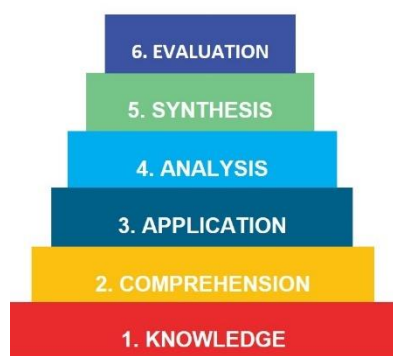 6. EVALUATION
5. SYNTHESIS
4. ANALYSIS
3. APPLICATION
2. COMPREHENSION
1. KNOWLEDGE